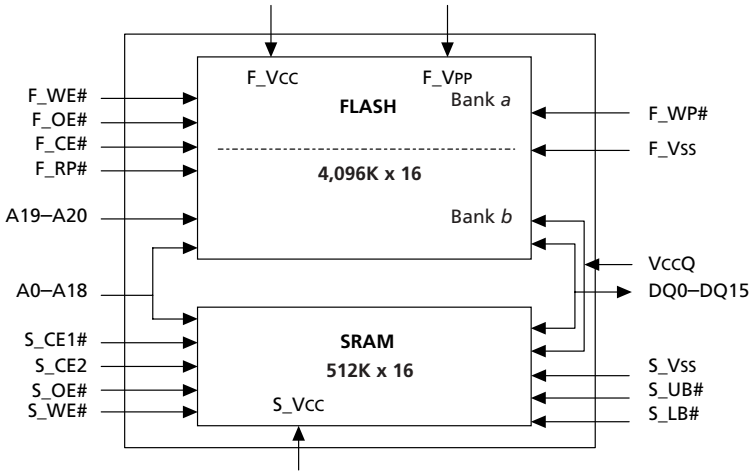 F_VCC
F_VPP
F_WE#
FLASH
Bank a
F_OE#
F_WP#
F_CE#
F_VSS
F_RP#
4,096K x 16
A19–A20
Bank b
VCCQ
A0–A18
DQ0–DQ15
S_CE1#
SRAM
S_CE2
512K x 16
S_VSS
S_OE#
S_UB#
S_WE#
S_VCC
S_LB#